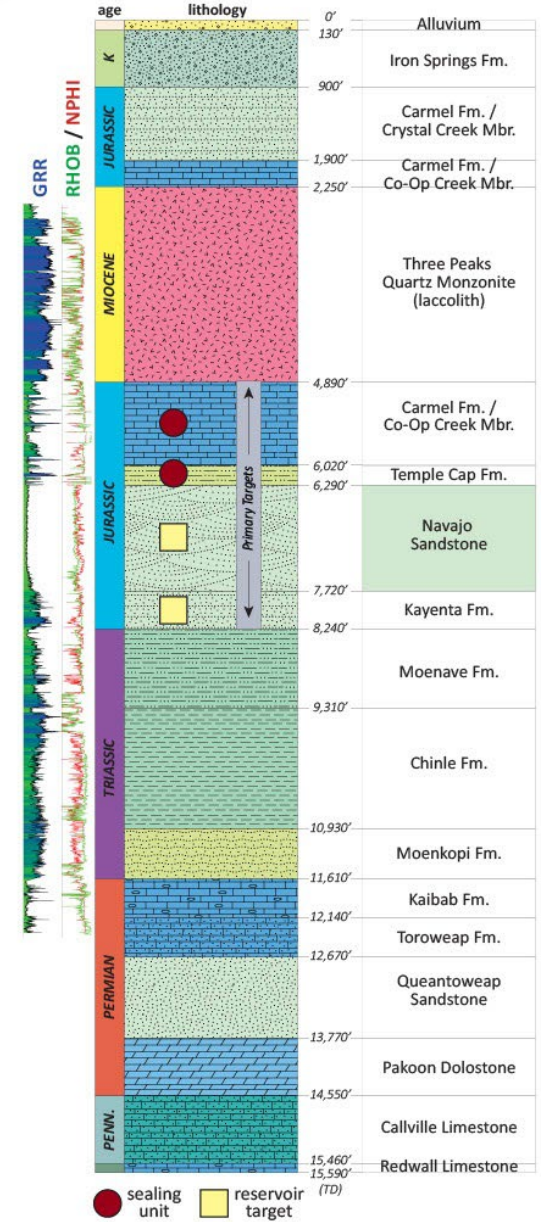 age lithology
0'
Alluvium
130'
K
Iron Springs Fm.
900'
JURASSIC
Carmel Fm. /
Crystal Creek Mbr.
1,900'
Carmel Fm. /
Co-Op Creek Mbr.
2,250'
GRR
RHOB / NPHI
MIOCENE
Three Peaks
Quartz Monzonite
(laccolith)
4,890'
JURASSIC
Primary Targets
Carmel Fm. /
Co-Op Creek Mbr.
6,020'
Temple Cap Fm.
6,290'
Navajo
Sandstone
7,720'
Kayenta Fm.
8,240'
TRIASSIC
Moenave Fm.
9,310'
Chinle Fm.
10,930'
Moenkopi Fm.
11,610'
PERMIAN
Kaibab Fm.
12,140'
Toroweap Fm.
12,670'
Queantoweap
Sandstone
13,770'
Pakoon Dolostone
14,550'
PENN.
Callville Limestone
15,460'
Redwall Limestone
15,590'
(TD)
sealing
unit
reservoir
target